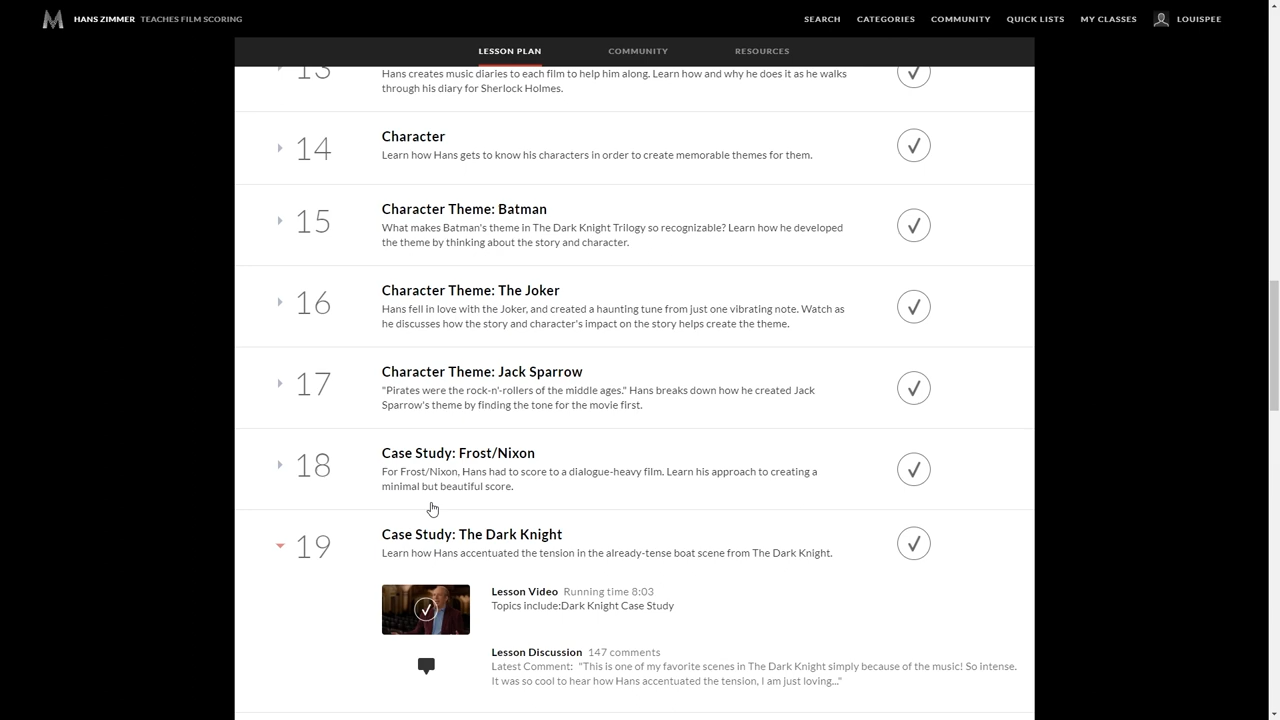 HANS ZIMMER TEACHES FILM SCORING
SEARCH CATEGORIES COMMUNITY QUICK LISTS MY CLASSES LOUISPEE
LESSON PLAN COMMUNITY RESOURCES
13
Hans creates music diaries to each film to help him along. Learn how and why he does it as he walks
through his diary for Sherlock Holmes.
14
Character
Learn how Hans gets to know his characters in order to create memorable themes for them.
15
Character Theme: Batman
What makes Batman's theme in The Dark Knight Trilogy so recognizable? Learn how he developed
the theme by thinking about the story and character.
16
Character Theme: The Joker
Hans fell in love with the Joker, and created a haunting tune from just one vibrating note. Watch as
he discusses how the story and character's impact on the story helps create the theme.
17
Character Theme: Jack Sparrow
"Pirates were the rock-n'-rollers of the middle ages." Hans breaks down how he created Jack
Sparrow's theme by finding the tone for the movie first.
18
Case Study: Frost/Nixon
For Frost/Nixon, Hans had to score to a dialogue-heavy film. Learn his approach to creating a
minimal but beautiful score.
19
Case Study: The Dark Knight
Learn how Hans accentuated the tension in the already-tense boat scene from The Dark Knight.
Lesson Video Running time 8:03
Topics include:Dark Knight Case Study
Lesson Discussion 147 comments
Latest Comment: "This is one of my favorite scenes in The Dark Knight simply because of the music! So intense.
It was so cool to hear how Hans accentuated the tension, I am just loving..."